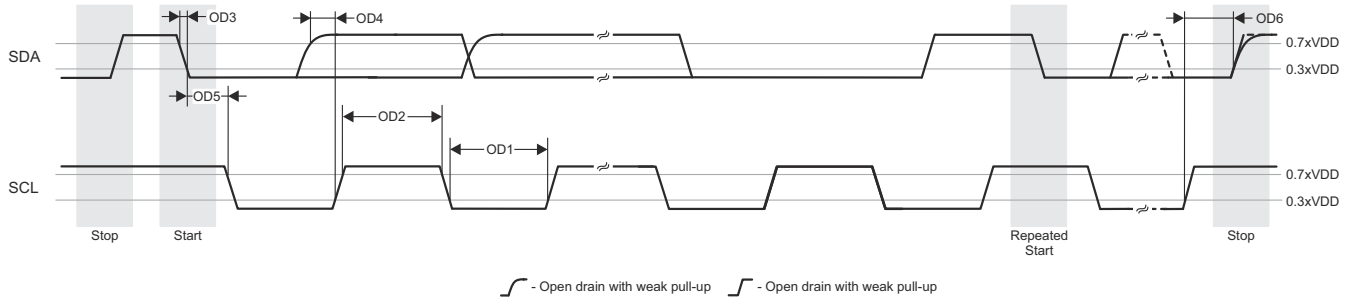 OD3
OD4
OD6
SDA
0.7xVDD
0.3xVDD
OD5
OD2
OD1
SCL
0.7xVDD
0.3xVDD
Stop
Start
Repeated
Start
Stop
- Open drain with weak pull-up
- Open drain with weak pull-up